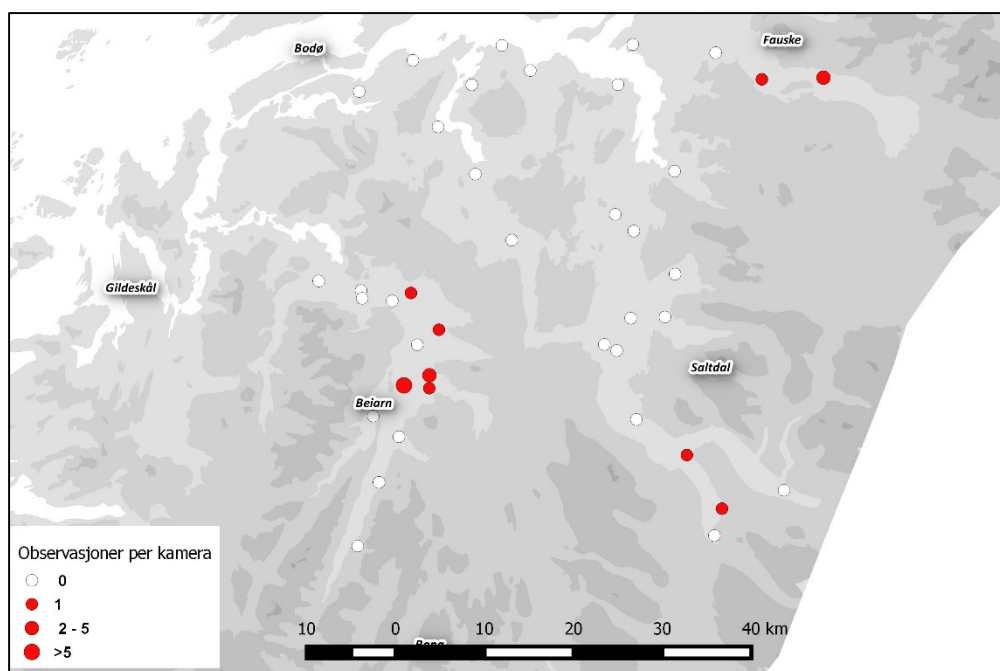 Bodø
Fauske
Gildeskål
Saltdal
Beiarn
Observasjoner per kamera
0
1
2 - 5
>5
Rana
10 0 10 20 30 40 km